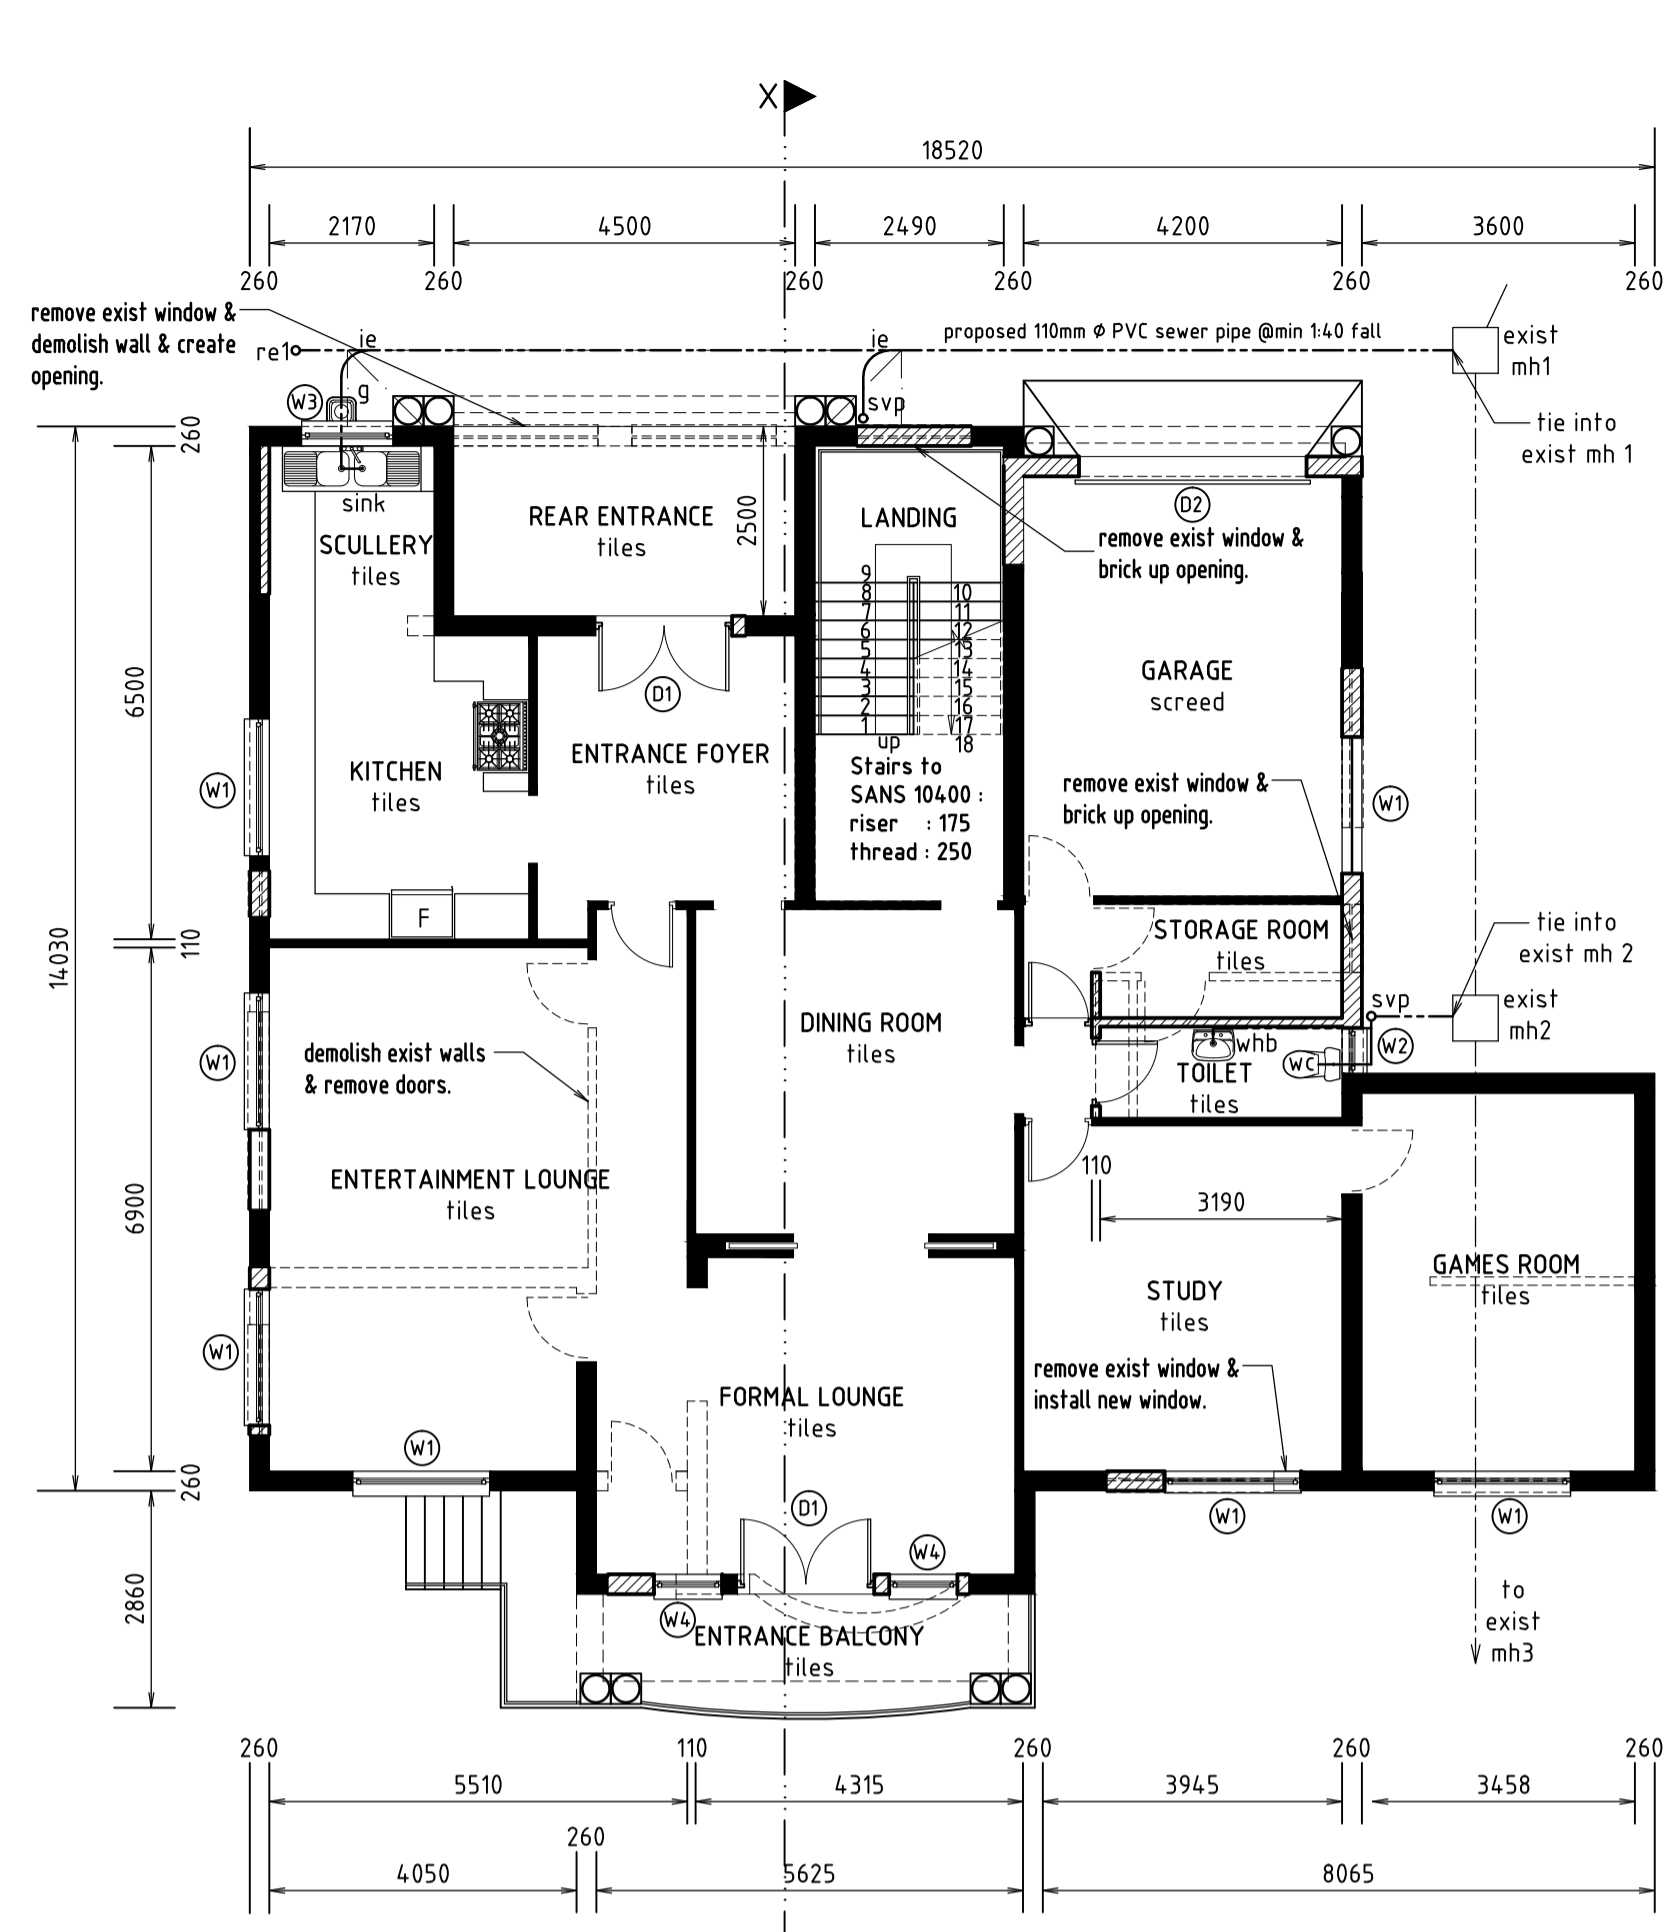 X
18520
2170
4500
2490
4200
3600
260
260
260
260
260
260
remove exist window &
demolish wall & create
opening.
re1
ie
ie
proposed 110mm Ø PVC sewer pipe @min 1:40 fall
exist
mh1
W3
g
svp
tie into
exist mh 1
260
sink
SCULLERY
tiles
REAR ENTRANCE
tiles
2500
LANDING
D2
remove exist window &
brick up opening.
9
8
7
6
5
4
3
2
1
10
11
12
13
14
15
16
17
18
up
Stairs to
SANS 10400 :
riser : 175
thread : 250
GARAGE
screed
6500
D1
ENTRANCE FOYER
tiles
KITCHEN
tiles
W1
remove exist window &
brick up opening.
W1
F
110
14030
STORAGE ROOM
tiles
tie into
exist mh 2
svp
exist
mh2
W1
demolish exist walls
& remove doors.
DINING ROOM
tiles
whb
WC
W2
TOILET
tiles
6900
ENTERTAINMENT LOUNGE
tiles
110
3190
GAMES ROOM
tiles
STUDY
tiles
W1
remove exist window &
install new window.
FORMAL LOUNGE
tiles
W1
260
D1
W1
W1
W4
2860
W4
ENTRANCE BALCONY
tiles
to
exist
mh3
260
110
260
260
260
5510
4315
3945
3458
260
4050
5625
8065